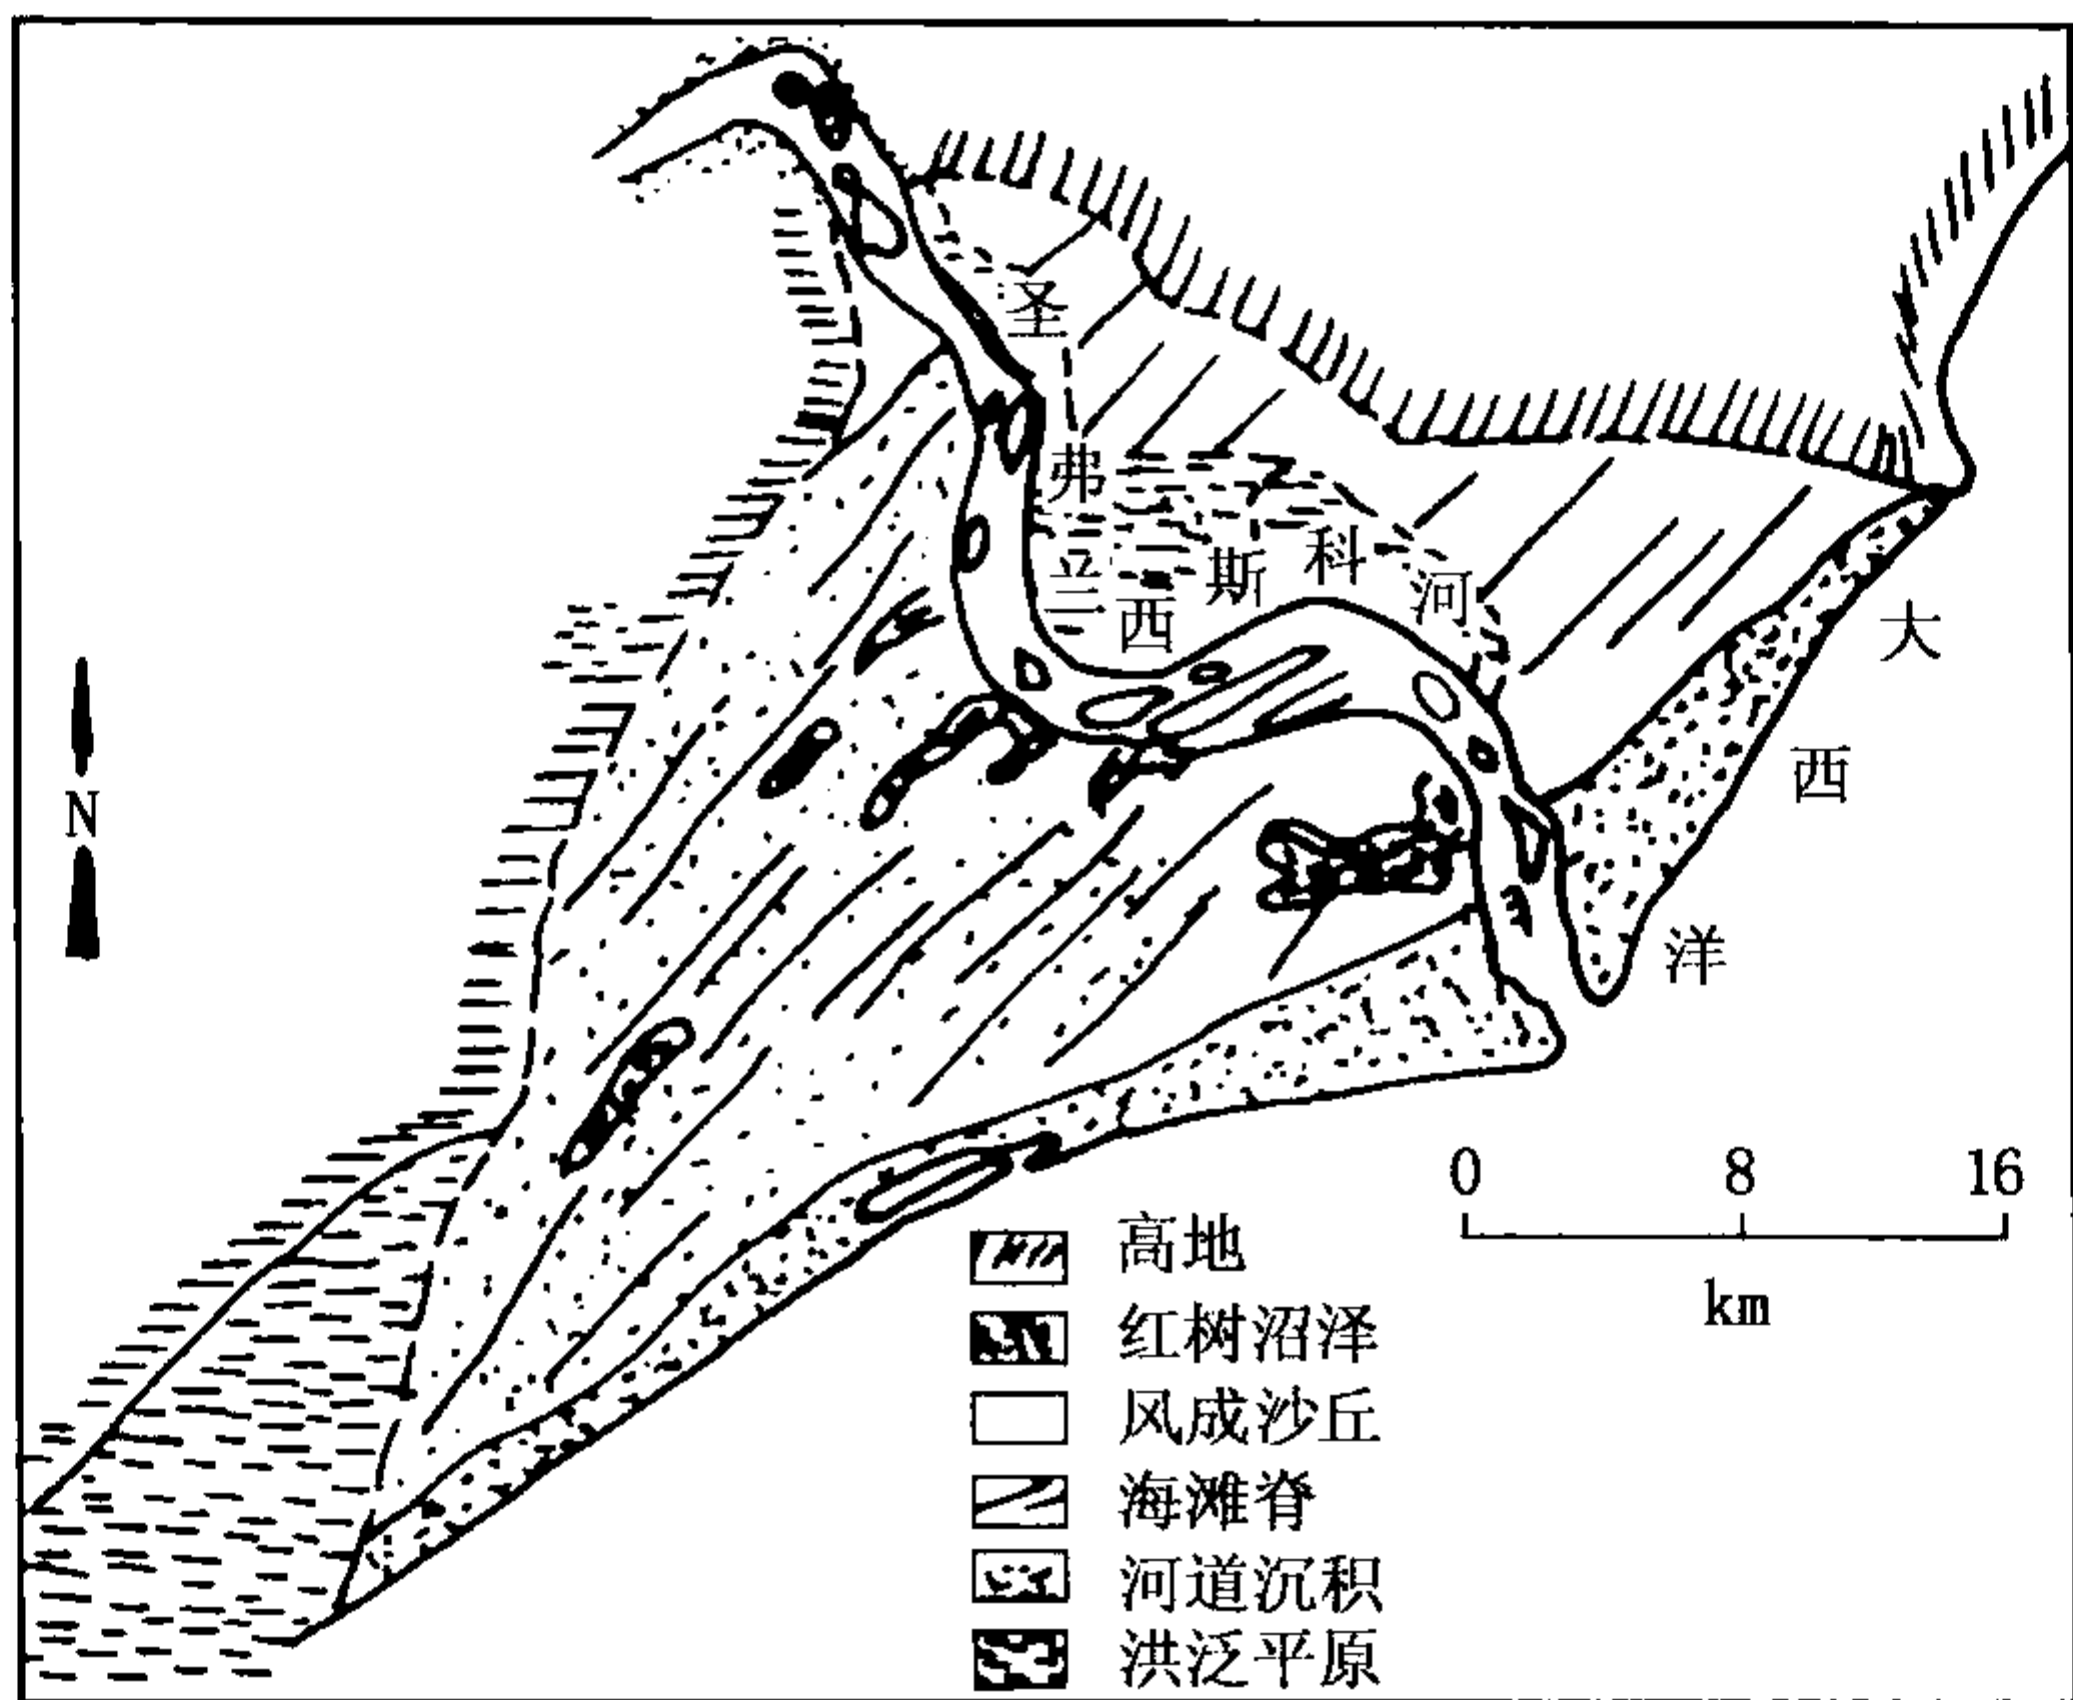 圣
弗
兰
西
斯
科
河
大
西
洋
N
0 8 16
km
高地
红树沼泽
风成沙丘
海滩脊
河道沉积
洪泛平原